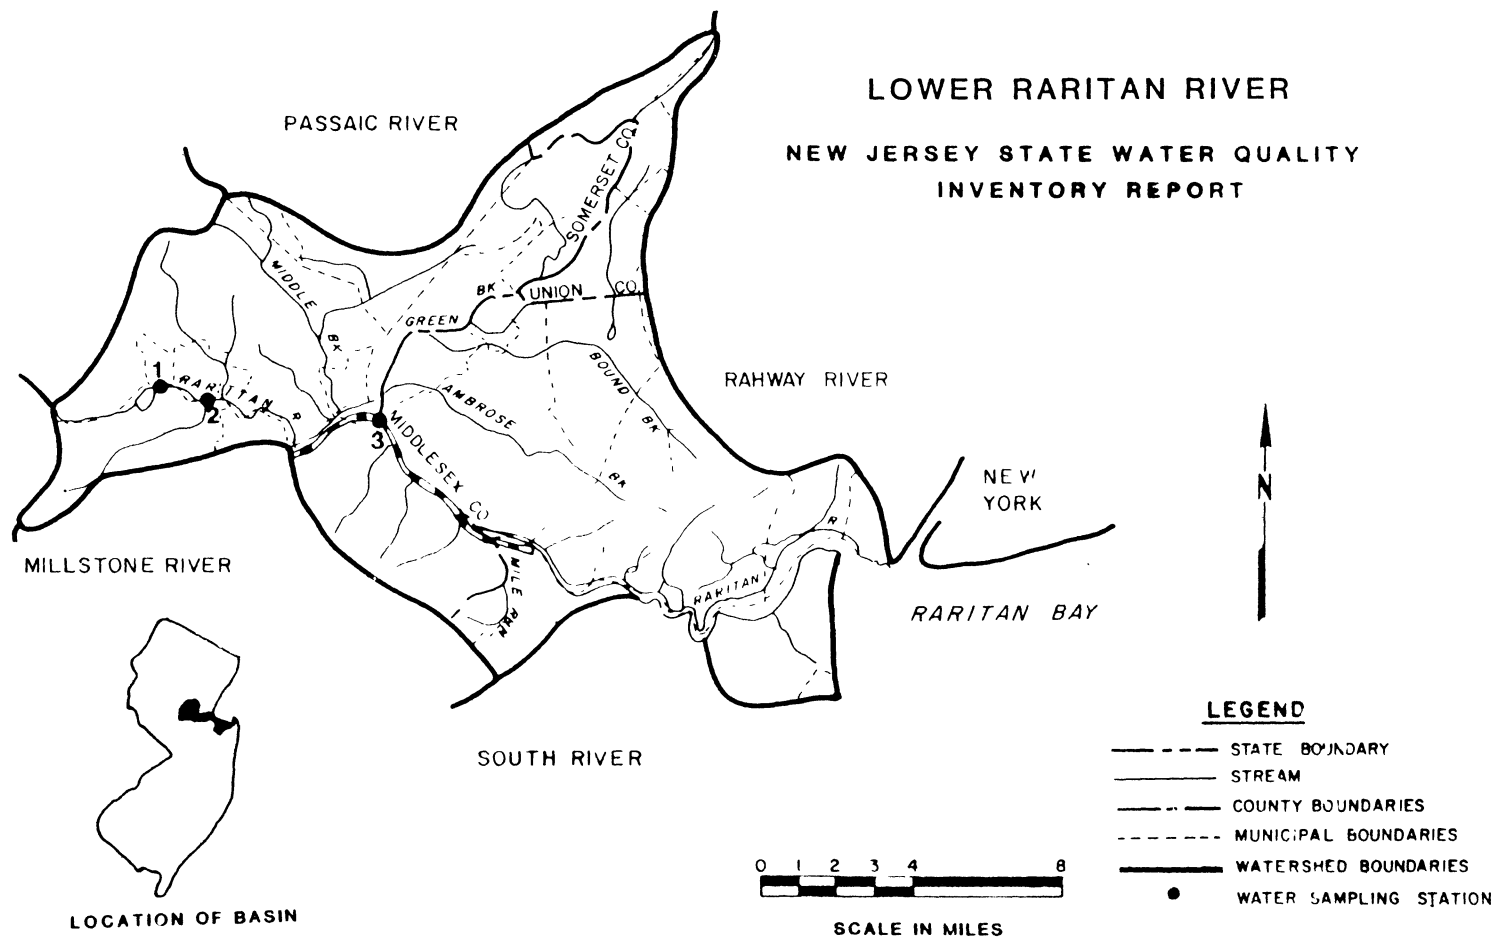 LOWER RARITAN RIVER
NEW JERSEY STATE WATER QUALITY
INVENTORY REPORT
PASSAIC RIVER
SOMERSET CO.
MIDDLE
BK
GREEN
BK
UNION CO.
BOUND
BK
RAHWAY RIVER
1
2
3
RARITAN R
AMBROSE
BK
MIDDLESEX CO
NEW
YORK
N
MILLSTONE RIVER
MILE RUN
RARITAN
R
RARITAN BAY
SOUTH RIVER
LOCATION OF BASIN
LEGEND
STATE BOUNDARY
STREAM
COUNTY BOUNDARIES
MUNICIPAL BOUNDARIES
WATERSHED BOUNDARIES
WATER SAMPLING STATION
0 1 2 3 4 8
SCALE IN MILES